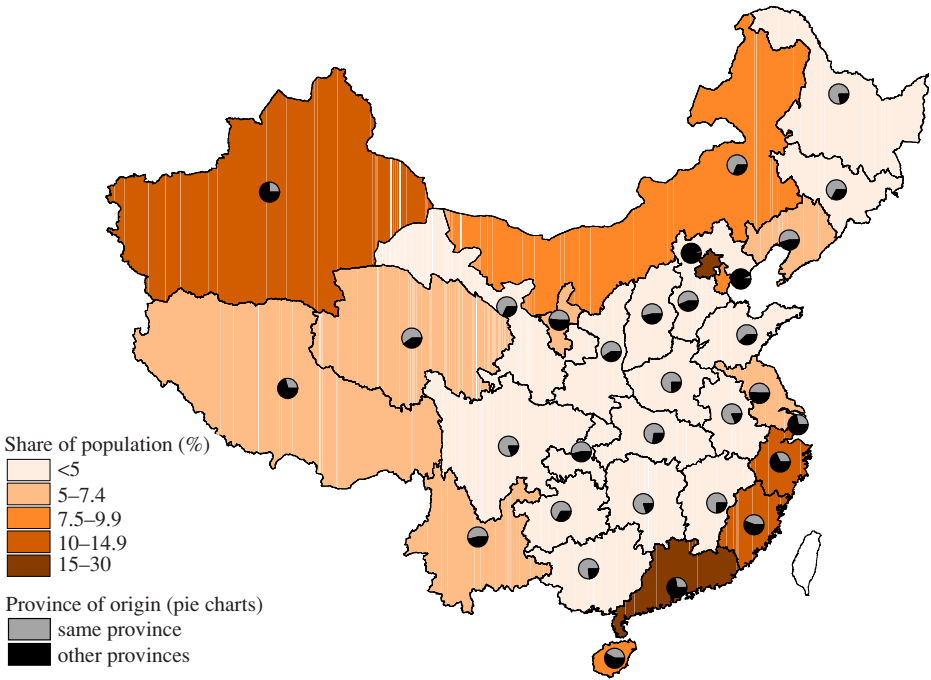 Share of population (%)
<5
5–7.4
7.5–9.9
10–14.9
15–30
Province of origin (pie charts)
same province
other provinces